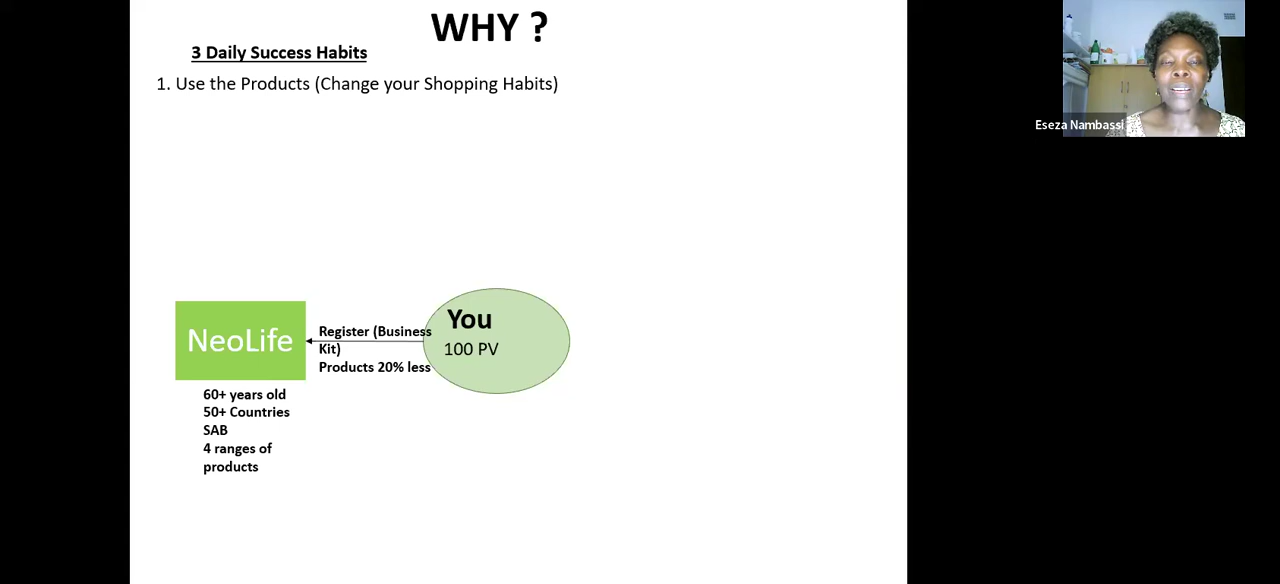 WHY ?
3 Daily Success Habits
1. Use the Products (Change your Shopping Habits)
Eseza Nambassi
NeoLife
Register (Business
Kit)
Products 20% less
You
100 PV
60+ years old
50+ Countries
SAB
4 ranges of
products